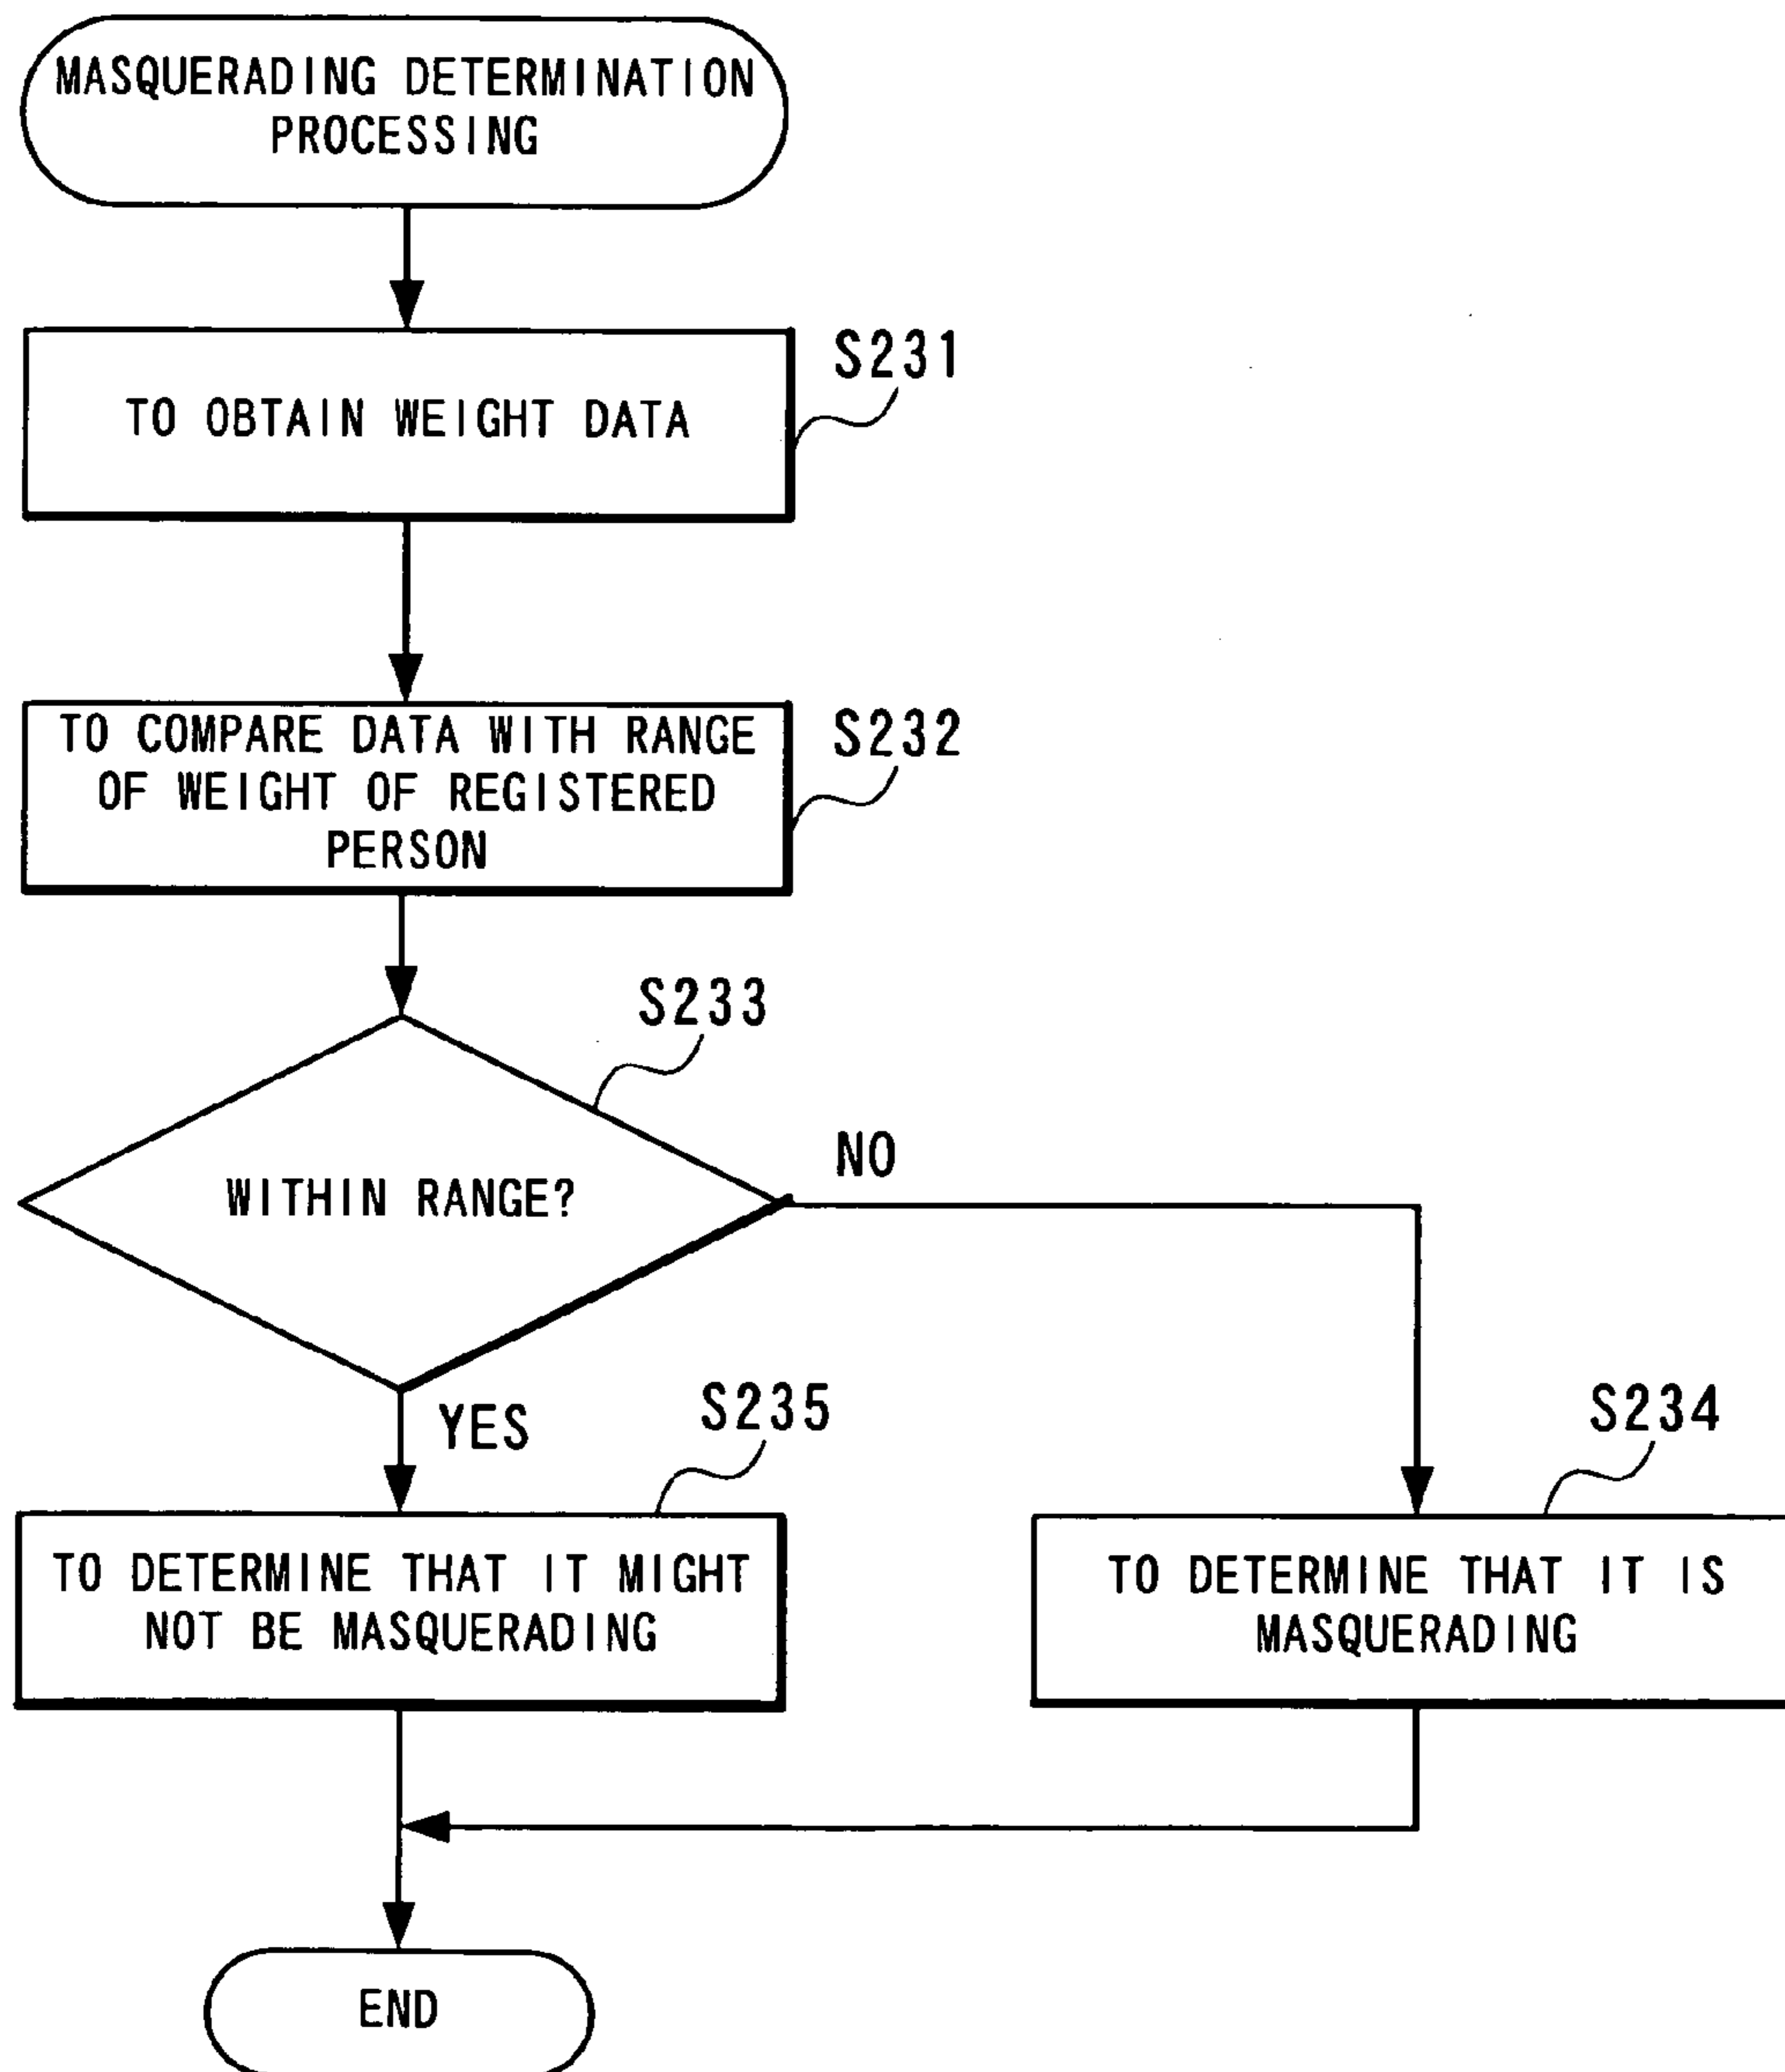 MASQUERADING DETERMINATION
PROCESSING
S231
TO OBTAIN WEIGHT DATA
S232
TO COMPARE DATA WITH RANGE
OF WEIGHT OF REGISTERED
PERSON
S233
WITHIN RANGE?
NO
YES
S235
TO DETERMINE THAT IT MIGHT
NOT BE MASQUERADING
S234
TO DETERMINE THAT IT IS
MASQUERADING
END